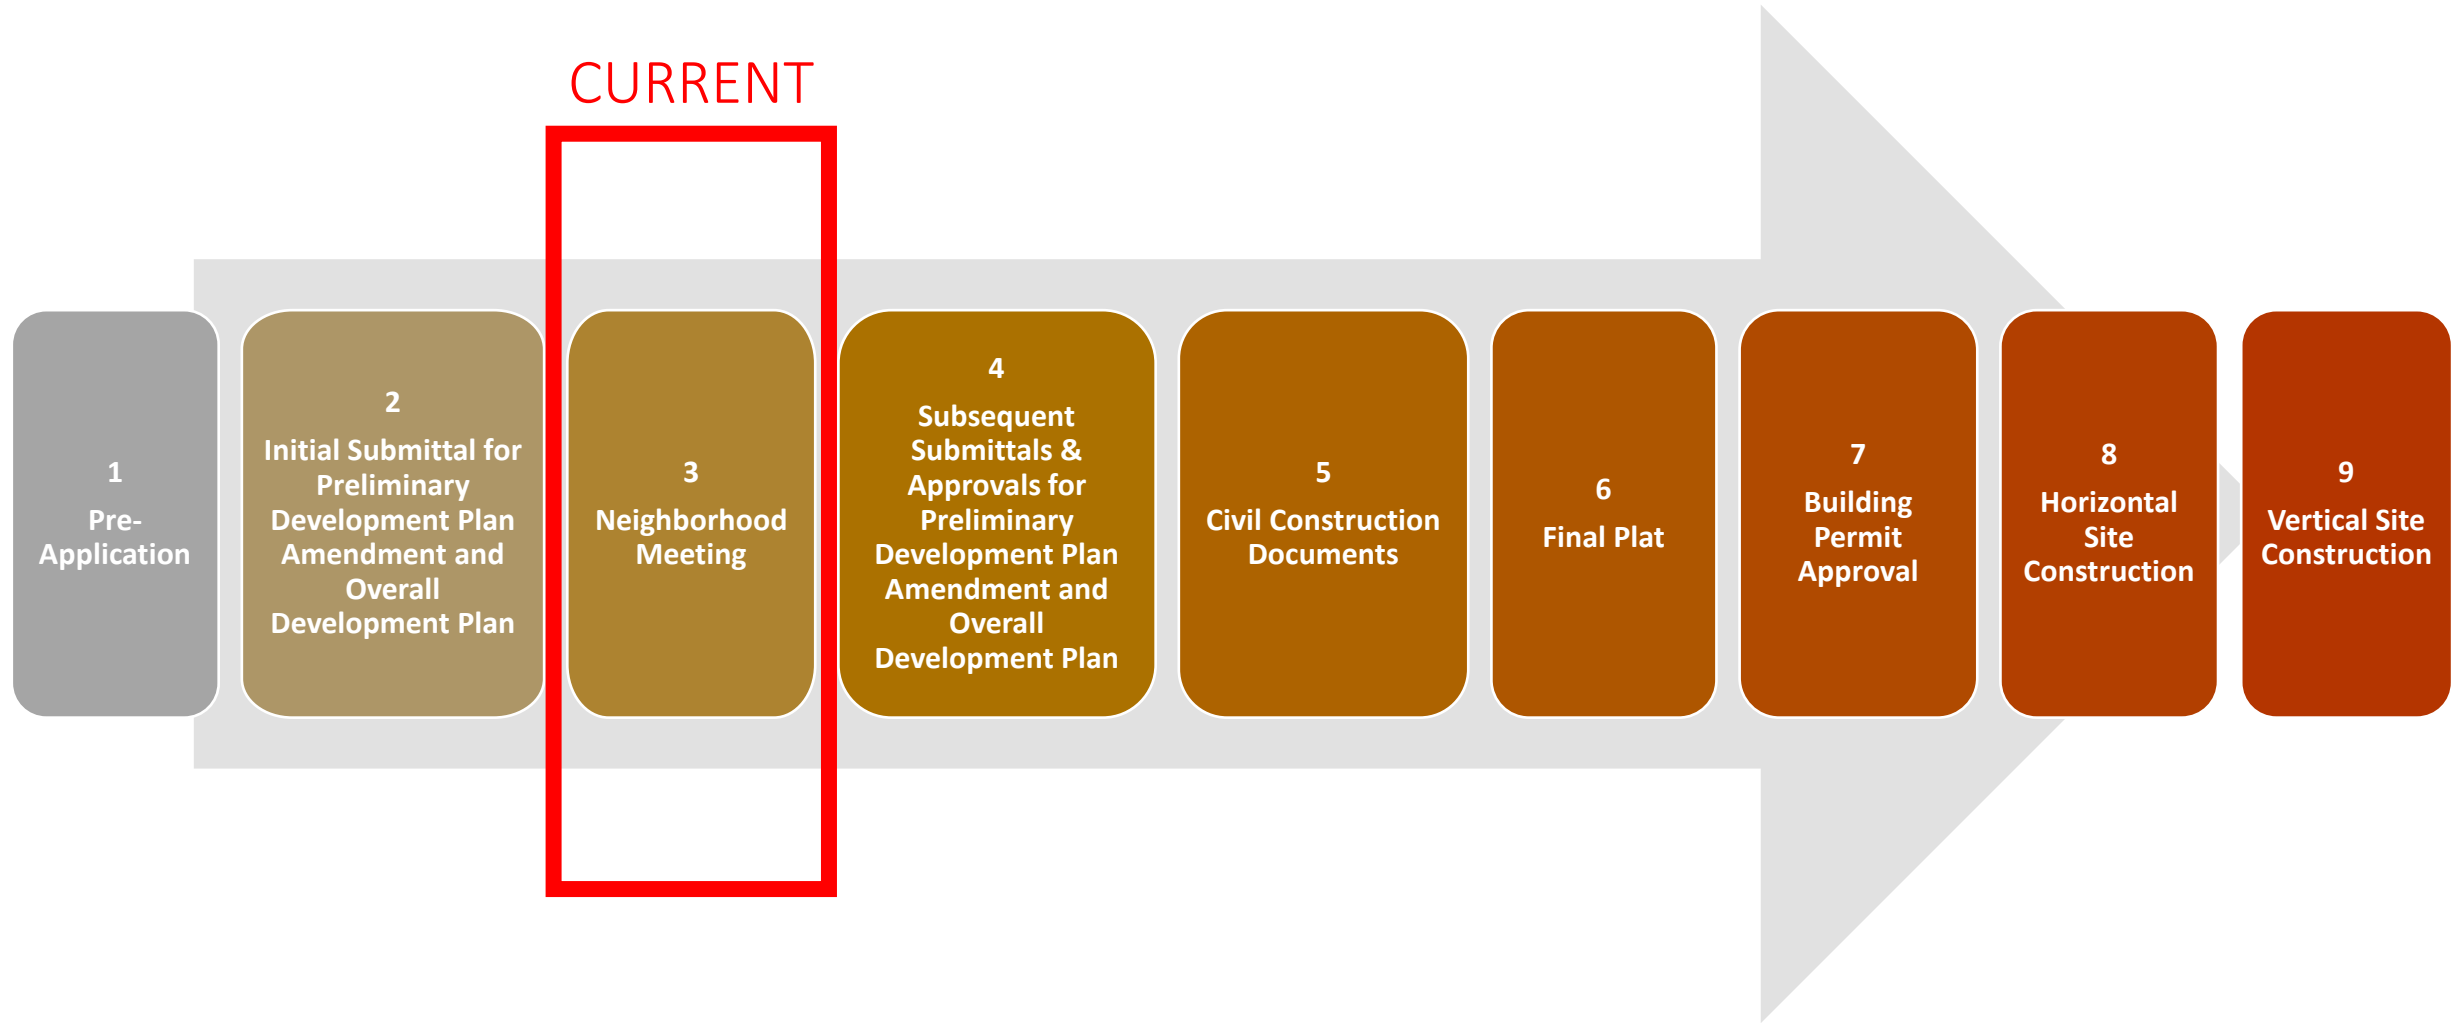 CURRENT
1
Pre-
Application
2
Initial Submittal for
Preliminary
Development Plan
Amendment and
Overall
Development Plan
3
Neighborhood
Meeting
4
Subsequent
Submittals &
Approvals for
Preliminary
Development Plan
Amendment and
Overall
Development Plan
5
Civil Construction
Documents
6
Final Plat
7
Building
Permit
Approval
8
Horizontal
Site
Construction
9
Vertical Site
Construction